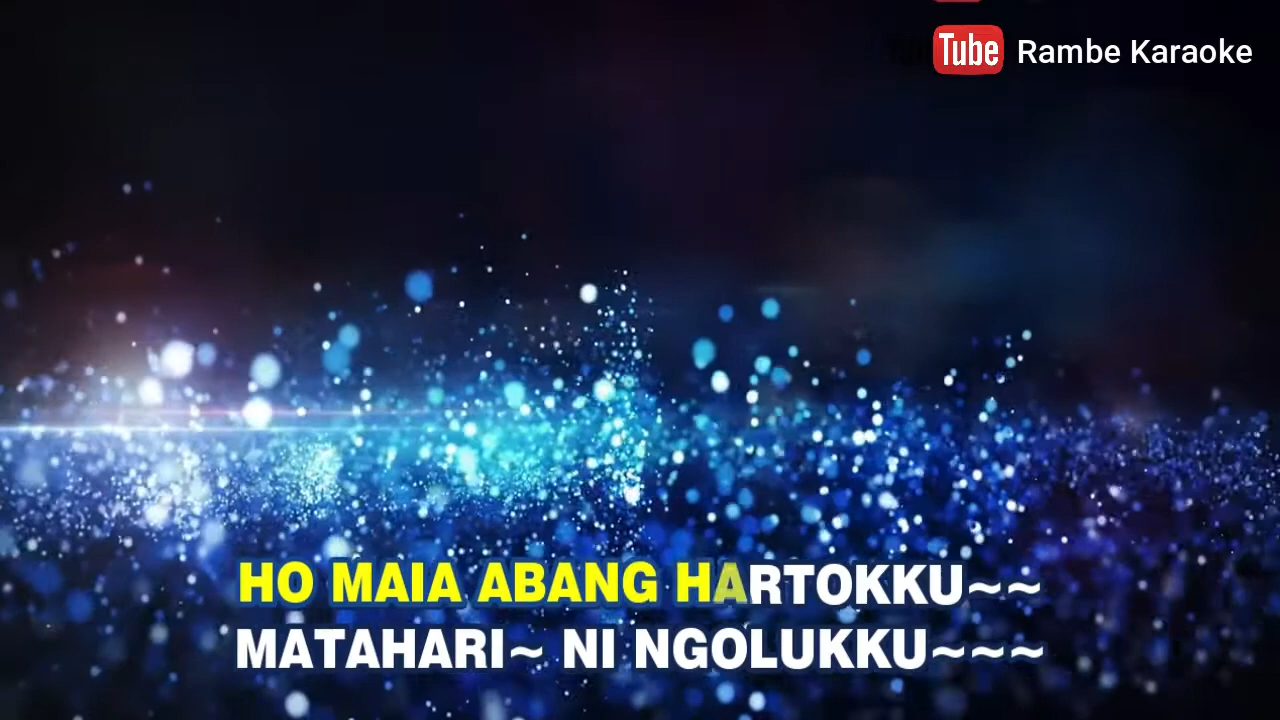 Tube Rambe Karaoke
HO MAIA ABANG HARTOKKU~~
MATAHARI~ NI NGOLUKKU~~~